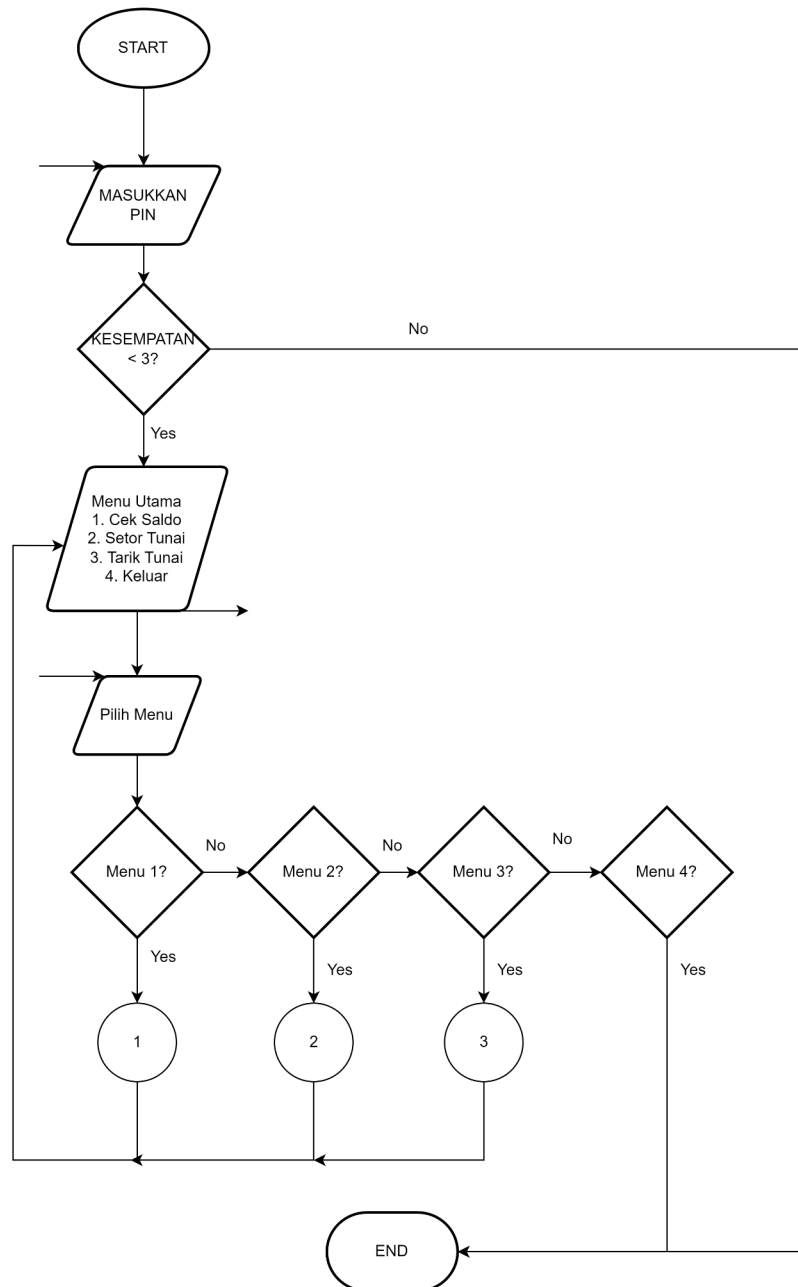 START
MASUKKAN
PIN
KESEMPATAN
< 3?
No
Yes
Menu Utama
1. Cek Saldo
2. Setor Tunai
3. Tarik Tunai
4. Keluar
Pilih Menu
Menu 1?
No
Menu 2?
No
Menu 3?
No
Menu 4?
Yes
Yes
Yes
Yes
1
2
3
END